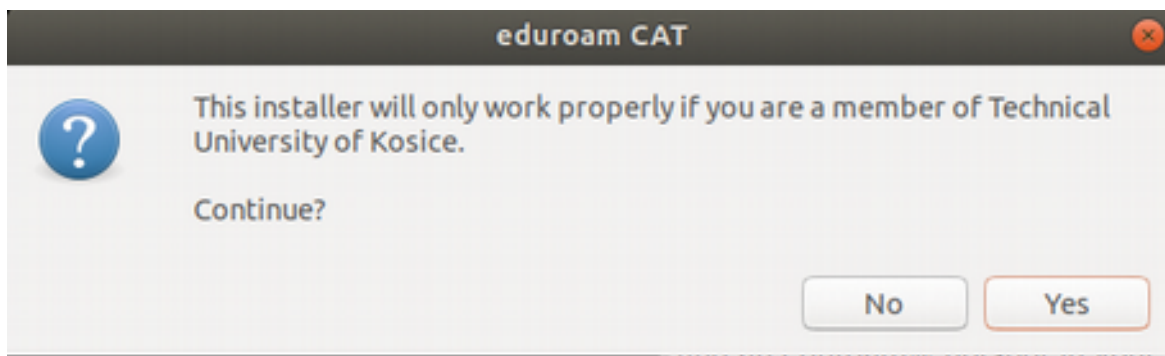 eduroam CAT
This installer will only work properly if you are a member of Technical
University of Kosice.
Continue?
No Yes